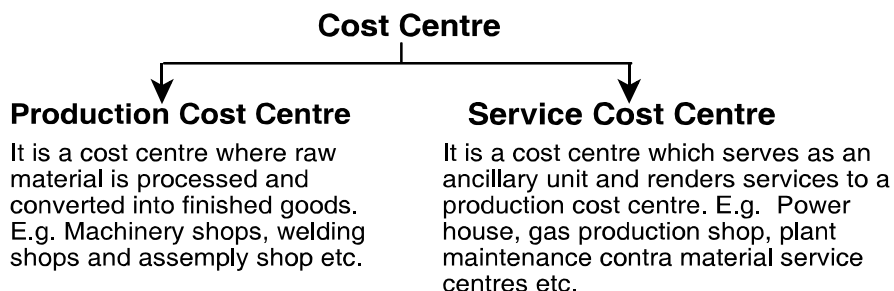 Cost Centre
Production Cost Centre
It is a cost centre where raw
material is processed and
converted into finished goods.
E.g. Machinery shops, welding
shops and assemply shop etc.
Service Cost Centre
It is a cost centre which serves as an
ancillary unit and renders services to a
production cost centre. E.g. Power
house, gas production shop, plant
maintenance contra material service
centres etc.